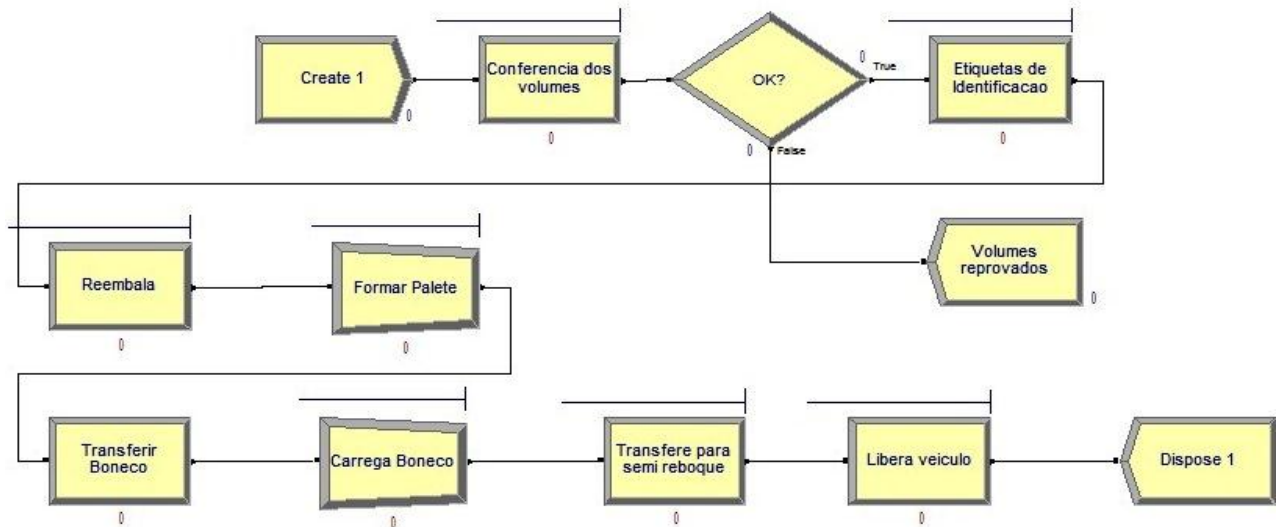 Create 1
0
Conferencia dos
volumes
0
OK?
0
True
0
False
Etiquetas de
Identificacao
0
Volumes
reprovados
0
Reembala
0
Formar Palete
0
Transferir
Boneco
0
Carrega Boneco
0
Transfere para
semi reboque
0
Libera veiculo
0
Dispose 1
0